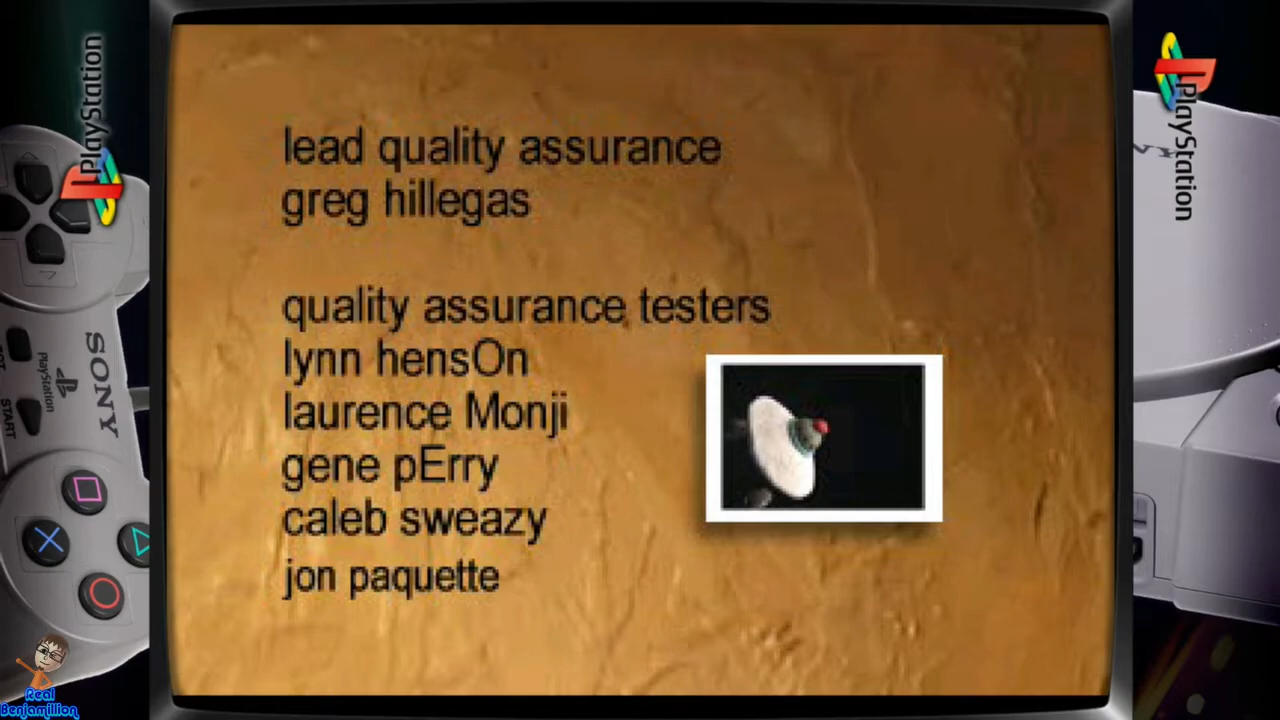 PlayStation
PlayStation
lead quality assurance
greg hillegas
quality assurance testers
lynn hensOn
laurence Monji
gene pErry
caleb sweazy
jon paquette
SONY
PlayStation
START
Real
Benjamillion